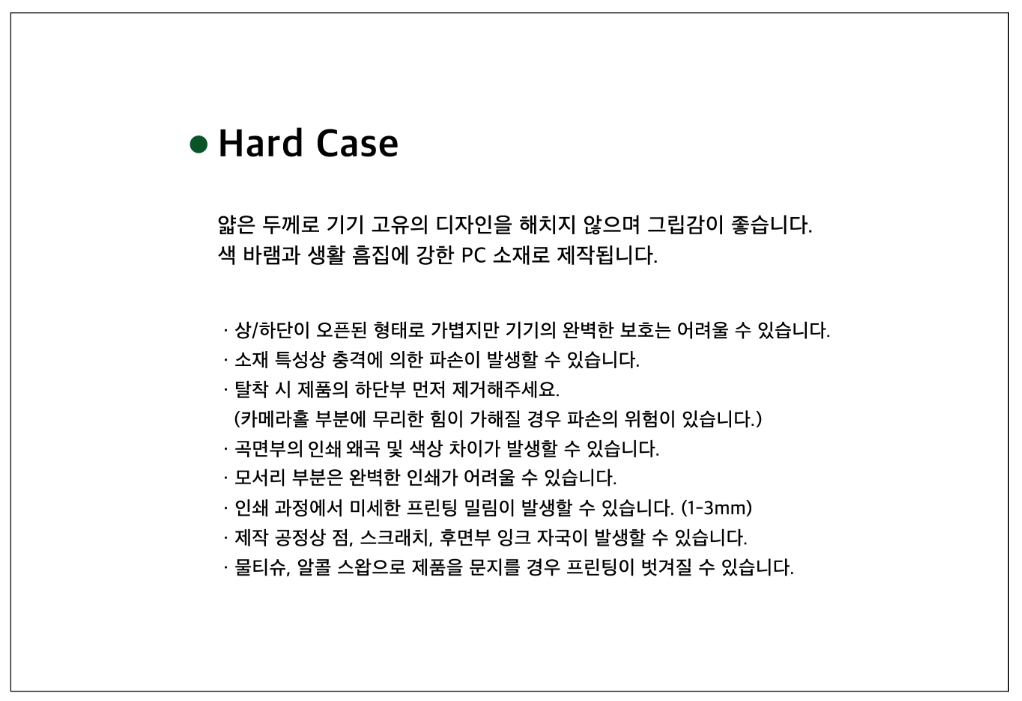 Hard Case
얇은 두께로 기기 고유의 디자인을 해치지 않으며 그립감이 좋습니다.
색 바램과 생활 흠집에 강한 PC 소재로 제작됩니다.
· 상/하단이 오픈된 형태로 가볍지만 기기의 완벽한 보호는 어려울 수 있습니다.
· 소재 특성상 충격에 의한 파손이 발생할 수 있습니다.
· 탈착 시 제품의 하단부 먼저 제거해주세요.
(카메라홀 부분에 무리한 힘이 가해질 경우 파손의 위험이 있습니다.)
· 곡면부의 인쇄 왜곡 및 색상 차이가 발생할 수 있습니다.
· 모서리 부분은 완벽한 인쇄가 어려울 수 있습니다.
· 인쇄 과정에서 미세한 프린팅 밀림이 발생할 수 있습니다. (1-3mm)
· 제작 공정상 점, 스크래치, 후면부 잉크 자국이 발생할 수 있습니다.
· 물티슈, 알콜 스왑으로 제품을 문지를 경우 프린팅이 벗겨질 수 있습니다.